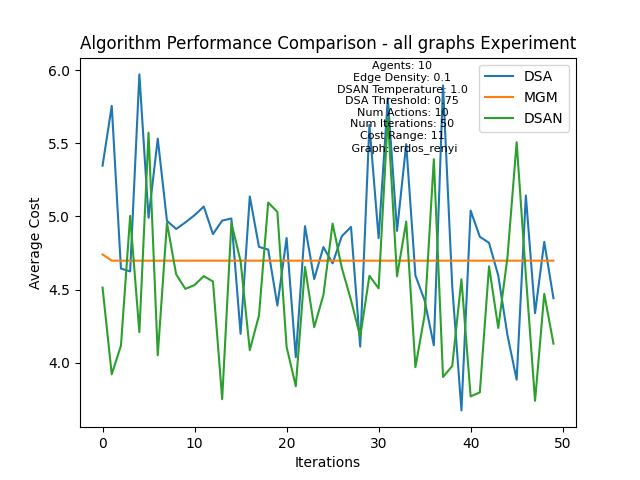 Algorithm Performance Comparison - all graphs Experiment
Agents: 10
Edge Density: 0.1
DSAN Temperature: 1.0
DSA Threshold: 0.75
Num Actions: 10
Num Iterations: 50
Cost Range: 11
Graph: erdos_renyi
DSA
MGM
DSAN
6.0
5.5
5.0
4.5
4.0
Average Cost
0 10 20 30 40 50
Iterations